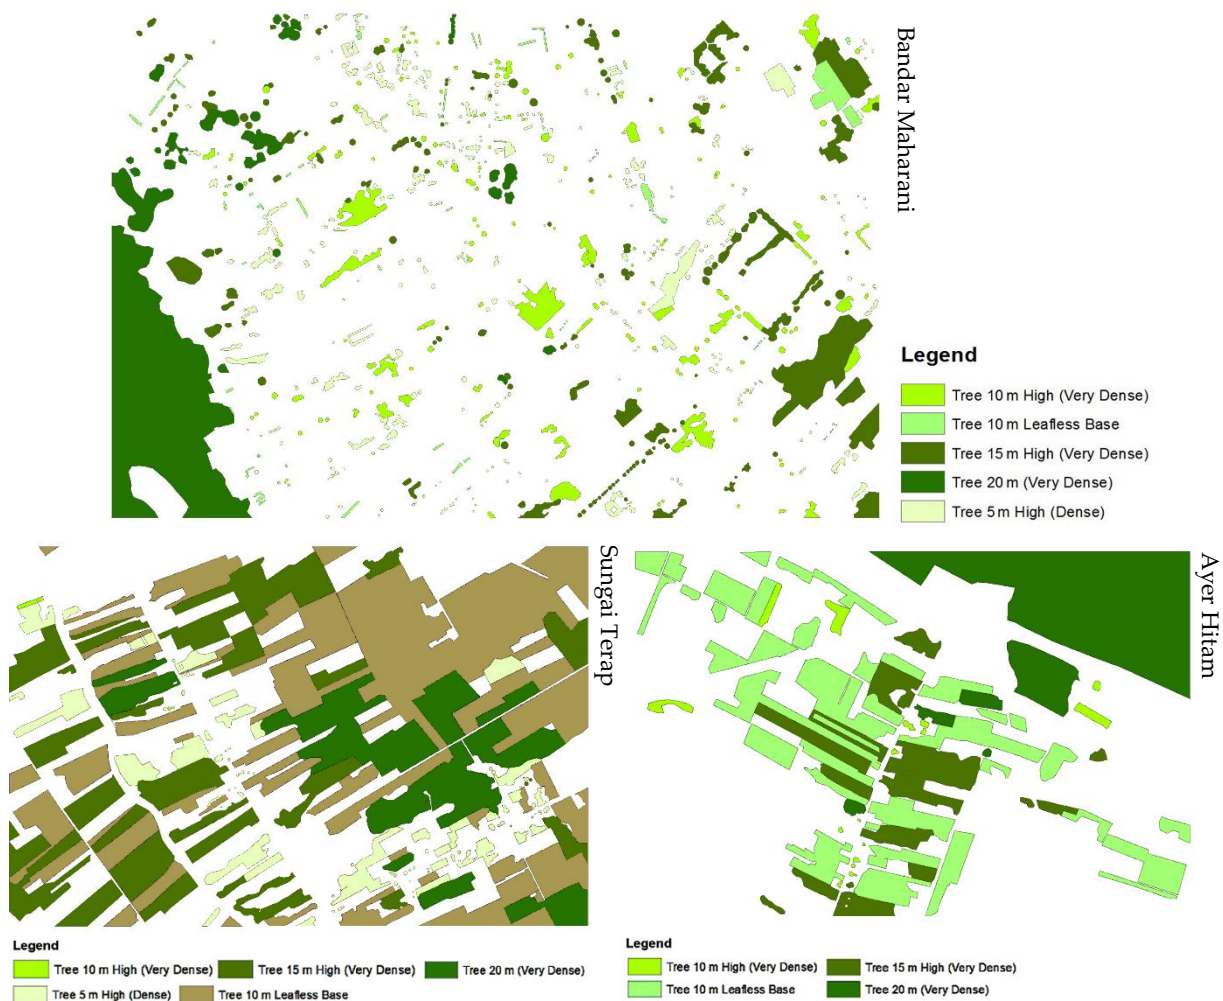 Bandar Maharani
Legend
Tree 10 m High (Very Dense)
Tree 10 m Leafless Base
Tree 15 m High (Very Dense)
Tree 20 m (Very Dense)
Tree 5 m High (Dense)
Sungai Terap
Legend
Tree 10 m High (Very Dense) Tree 15 m High (Very Dense) Tree 20 m (Very Dense)
Tree 5 m High (Dense) Tree 10 m Leafless Base
Ayer Hitam
Legend
Tree 10 m High (Very Dense) Tree 15 m High (Very Dense)
Tree 10 m Leafless Base Tree 20 m (Very Dense)